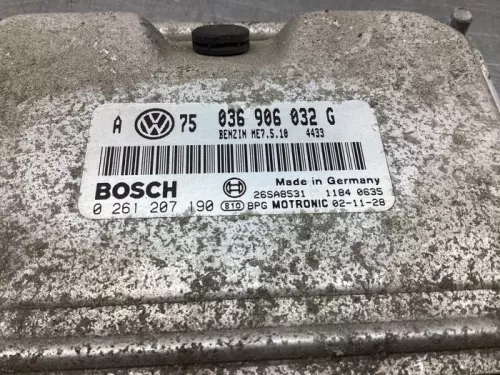 A VW 75 036 906 032 G
BENZIN ME7.5.10 4433
BOSCH Made in Germany
26SA8531 1184 0635
0 261 207 190 810 BPG MOTRONIC 02-11-28